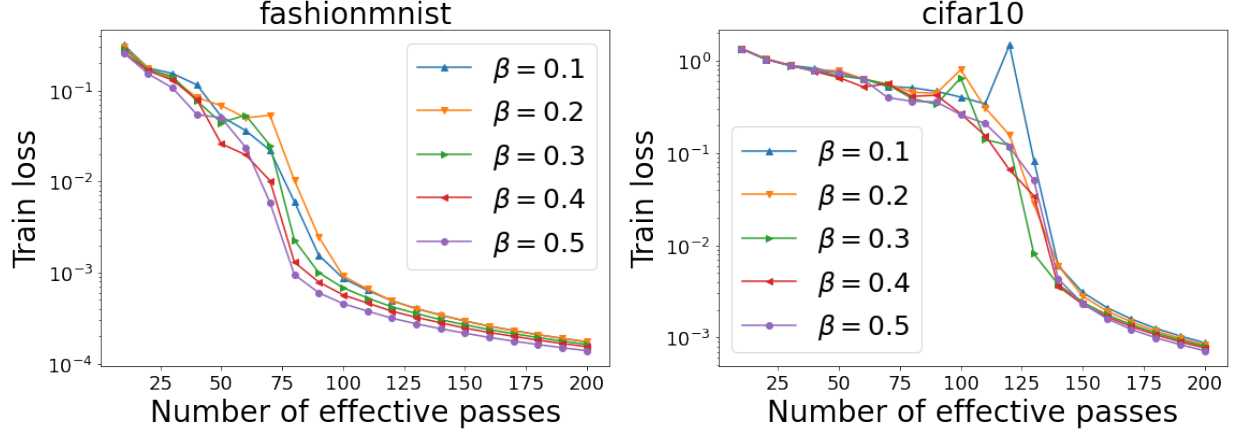 fashionmnist
Train loss
10⁻¹
10⁻²
10⁻³
10⁻⁴
β = 0.1
β = 0.2
β = 0.3
β = 0.4
β = 0.5
25 50 75 100 125 150 175 200
Number of effective passes
cifar10
Train loss
10⁰
10⁻¹
10⁻²
10⁻³
β = 0.1
β = 0.2
β = 0.3
β = 0.4
β = 0.5
25 50 75 100 125 150 175 200
Number of effective passes